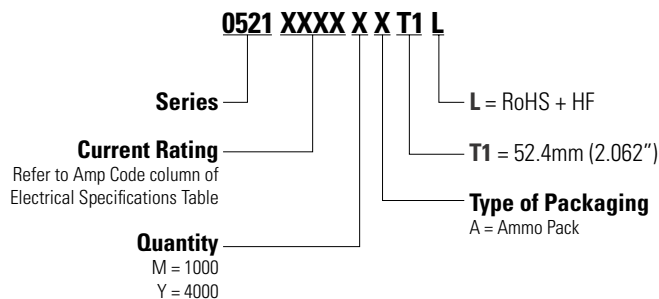 0521 XXXX X X T1 L
Series
Current Rating
Refer to Amp Code column of
Electrical Specifications Table
Quantity
M = 1000
Y = 4000
L = RoHS + HF
T1 = 52.4mm (2.062”)
Type of Packaging
A = Ammo Pack